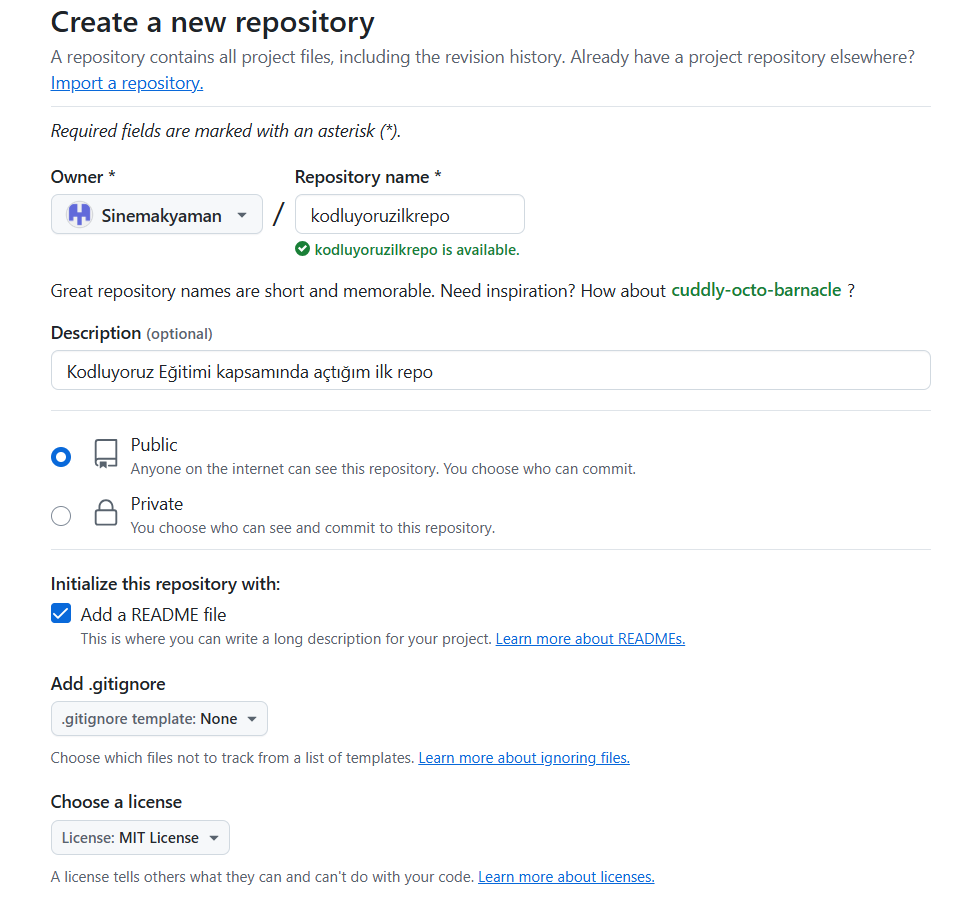 Create a new repository
A repository contains all project files, including the revision history. Already have a project repository elsewhere?
Import a repository.
Required fields are marked with an asterisk (*).
Owner *
Repository name *
Sinemakyaman
/
kodluyoruzilkrepo
kodluyoruzilkrepo is available.
Great repository names are short and memorable. Need inspiration? How about cuddly-octo-barnacle ?
Description (optional)
Kodluyoruz Eğitimi kapsamında açtığım ilk repo
Public
Anyone on the internet can see this repository. You choose who can commit.
Private
You choose who can see and commit to this repository.
Initialize this repository with:
Add a README file
This is where you can write a long description for your project. Learn more about READMEs.
Add .gitignore
.gitignore template: None
Choose which files not to track from a list of templates. Learn more about ignoring files.
Choose a license
License: MIT License
A license tells others what they can and can't do with your code. Learn more about licenses.